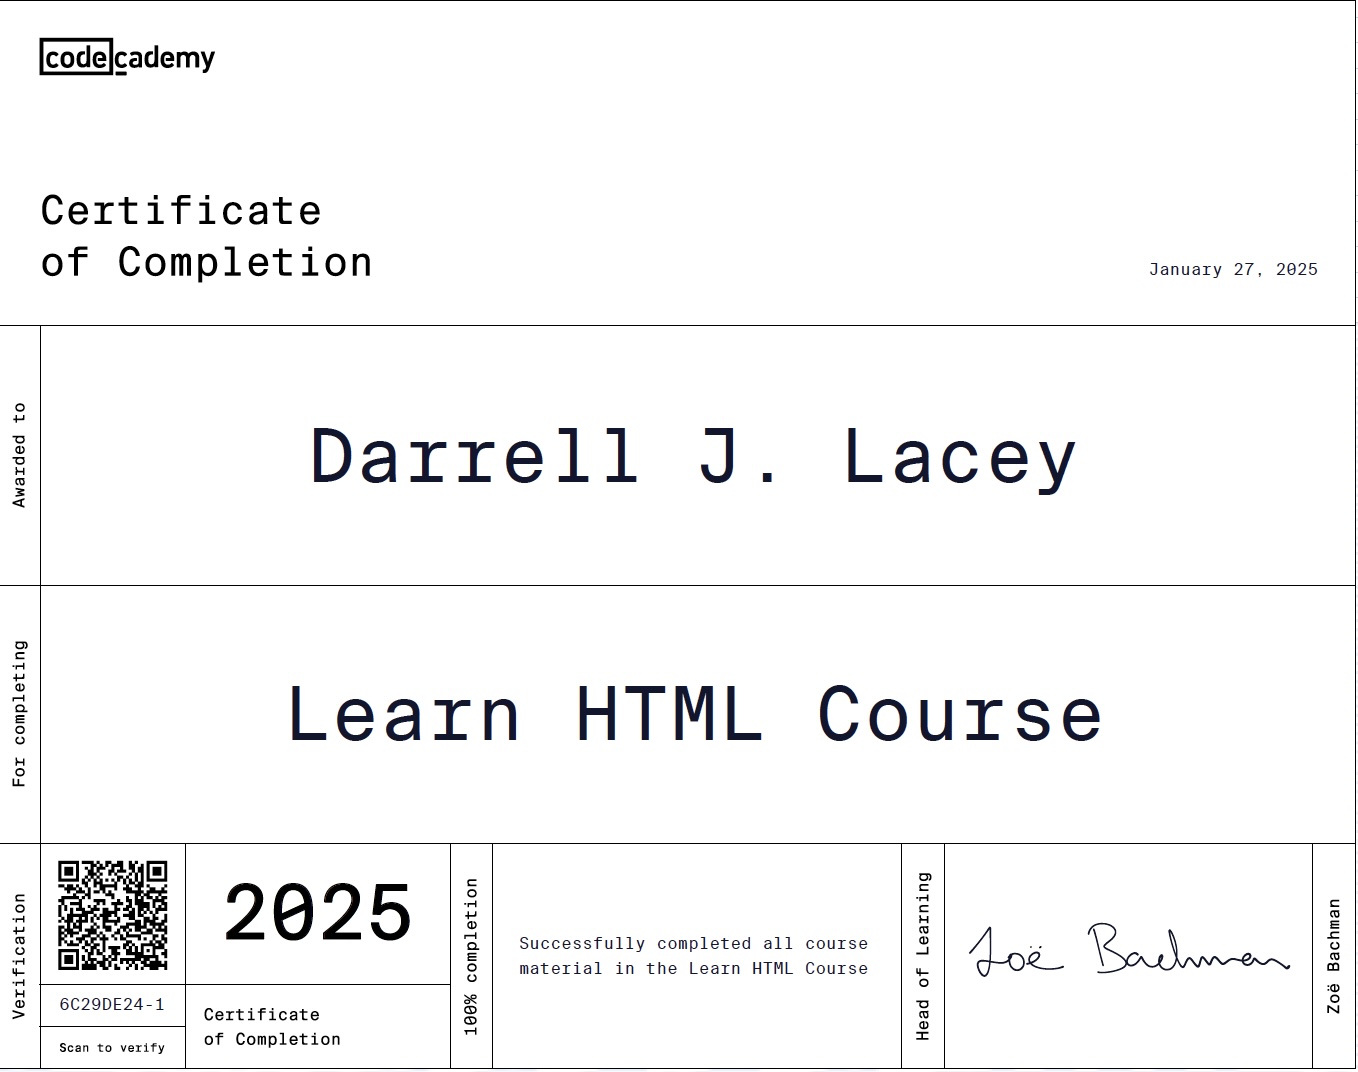 codecademy
Certificate
of Completion
January 27, 2025
Awarded to
Darrell J. Lacey
For completing
Learn HTML Course
Verification
6C29DE24-1
Scan to verify
2025
Certificate
of Completion
100% completion
Successfully completed all course
material in the Learn HTML Course
Head of Learning
Zoë Bachman
Zoë Bachman